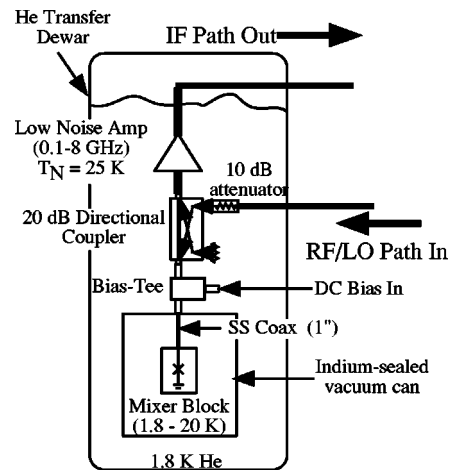 He Transfer
Dewar
IF Path Out
Low Noise Amp
(0.1-8 GHz)
TN = 25 K
10 dB
attenuator
20 dB Directional
Coupler
RF/LO Path In
Bias-Tee
DC Bias In
SS Coax (1")
Indium-sealed
vacuum can
Mixer Block
(1.8 - 20 K)
1.8 K He